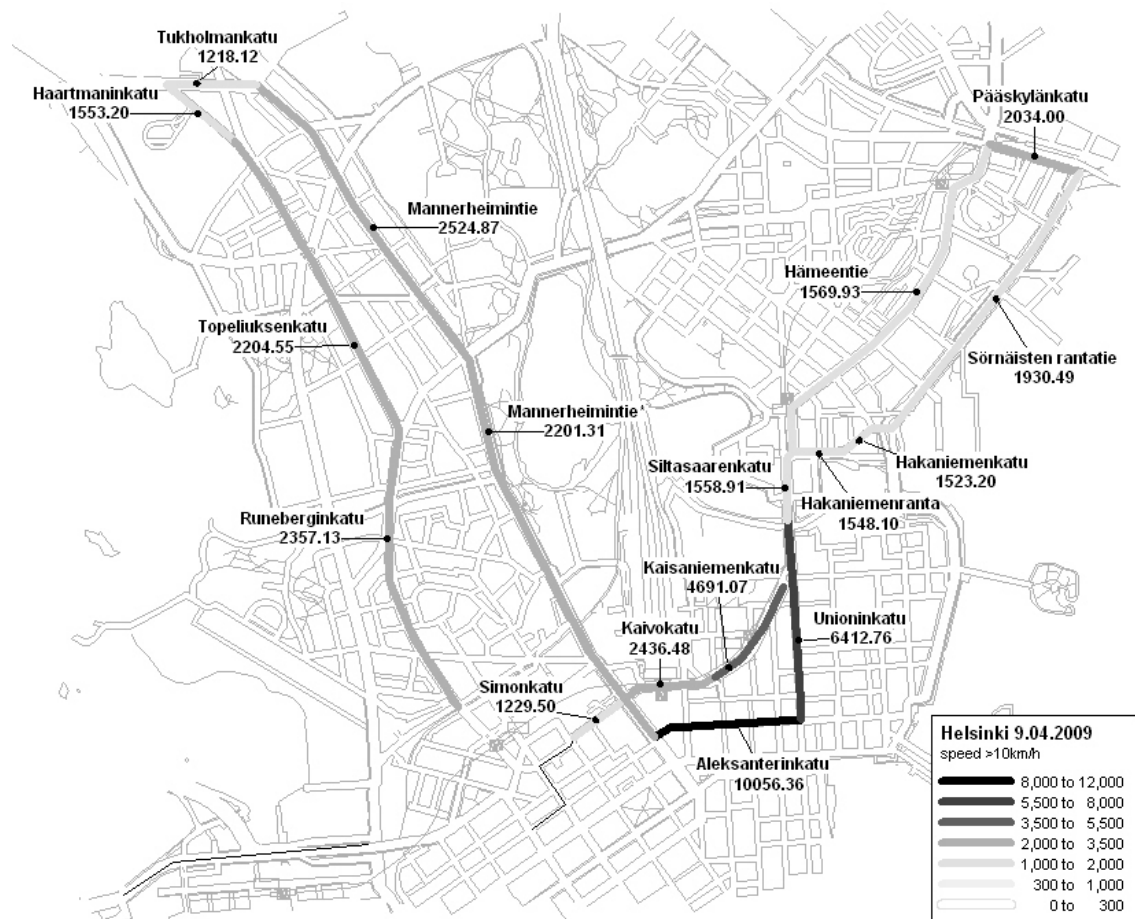 Tukholmankatu
1218.12
Haartmaninkatu
1553.20
Pääskylänkatu
2034.00
Mannerheimintie
2524.87
Hämeentie
1569.93
Topeliuksenkatu
2204.55
Sörnäisten rantatie
1930.49
Mannerheimintie*
2201.31
Hakaniemenkatu
1523.20
Siltasaarenkatu
1558.91
Hakaniemenranta
1548.10
Runeberginkatu
2357.13
Kaisaniemenkatu
4691.07
Unioninkatu
6412.76
Kaivokatu
2436.48
Simonkatu
1229.50
Aleksanterinkatu
10056.36
Helsinki 9.04.2009
speed >10km/h
8,000 to 12,000
5,500 to 8,000
3,500 to 5,500
2,000 to 3,500
1,000 to 2,000
300 to 1,000
0 to 300